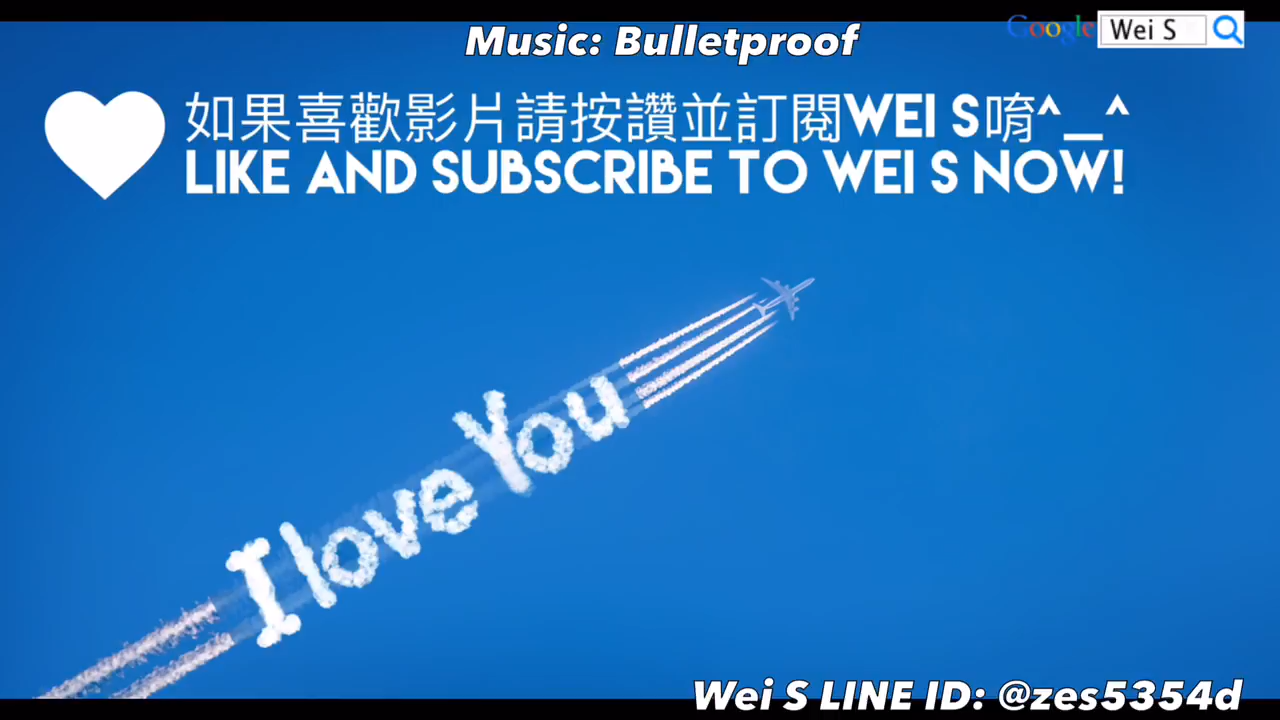 Music: Bulletproof
Google Wei S
如果喜歡影片請按讚並訂閱WEI S唷^_^
LIKE AND SUBSCRIBE TO WEI S NOW!
I love You
Wei S LINE ID: @zes5354d